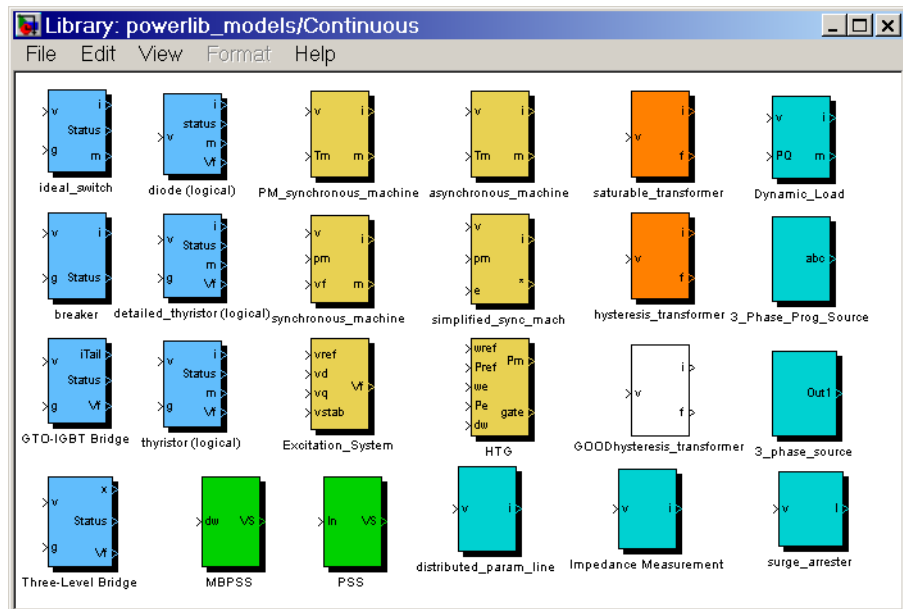 Library: powerlib_models/Continuous
File Edit View Format Help
v i Status g m
ideal_switch
v i status m Vf
diode (logical)
v i Tm m
PM_synchronous_machine
v i Tm m
asynchronous_machine
v i f
saturable_transformer
v i PQ m
Dynamic_Load
v i g Status
breaker
v i Status m g Vf
detailed_thyristor (logical)
v i pm vf m
synchronous_machine
v i pm e *
simplified_sync_mach
v i f
hysteresis_transformer
abc
3_Phase_Prog_Source
v iTail Status g Vf
GTO-IGBT Bridge
v i Status m g Vf
thyristor (logical)
vref vd vq vstab Vf
Excitation_System
wref Pref we Pe dw Pm gate
HTG
v i f
GOODhysteresis_transformer
Out1
3_phase_source
v x Status g Vf
Three-Level Bridge
dw VS
MBPSS
In VS
PSS
v i
distributed_param_line
v i
Impedance Measurement
v I
surge_arrester